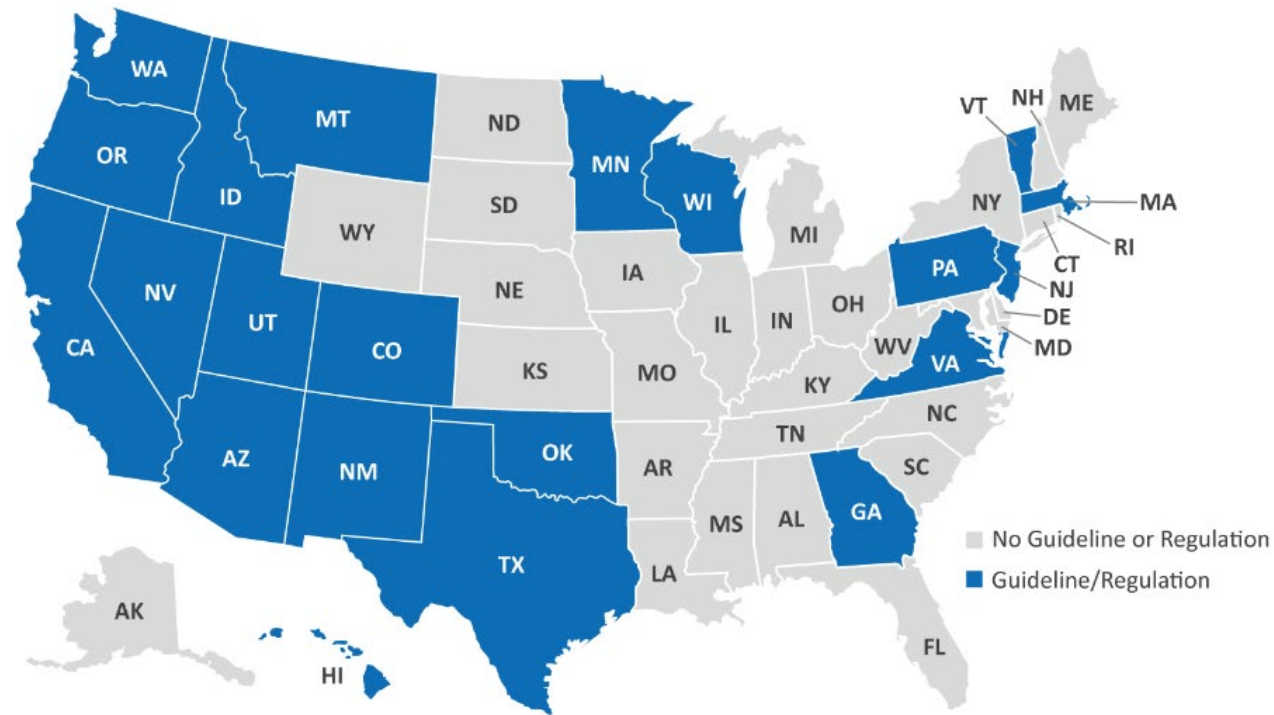 WA
MT
ND
MN
VT
NH
ME
OR
ID
WY
SD
WI
NY
MA
MI
RI
CT
NV
UT
NE
IA
PA
NJ
CA
CO
KS
MO
IL
IN
OH
DE
WV
VA
MD
KY
AZ
NM
OK
AR
TN
NC
SC
TX
LA
MS
AL
GA
No Guideline or Regulation
Guideline/Regulation
AK
HI
FL